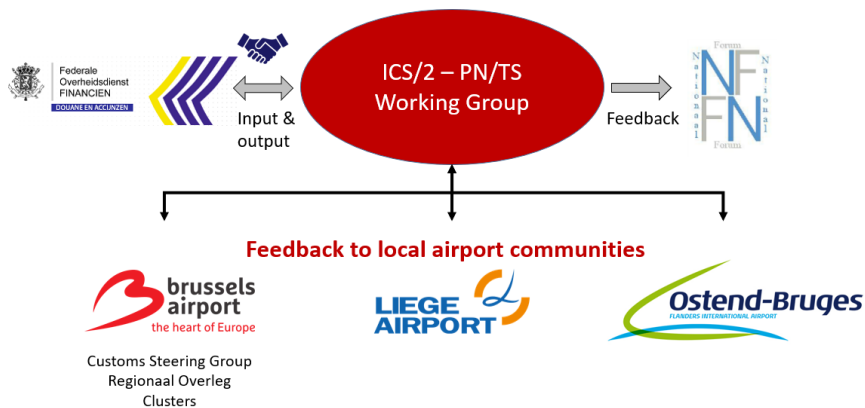 Federale
Overheidsdienst
FINANCIEN
DOUANE EN ACCIJNZEN
Input &
output
ICS/2 – PN/TS
Working Group
Feedback
Forum
Nationaal
NF
FN
Nationaal
Forum
Feedback to local airport communities
brussels
airport
the heart of Europe
Customs Steering Group
Regionaal Overleg
Clusters
LIEGE
AIRPORT
Ostend-Bruges
FLANDERS INTERNATIONAL AIRPORT